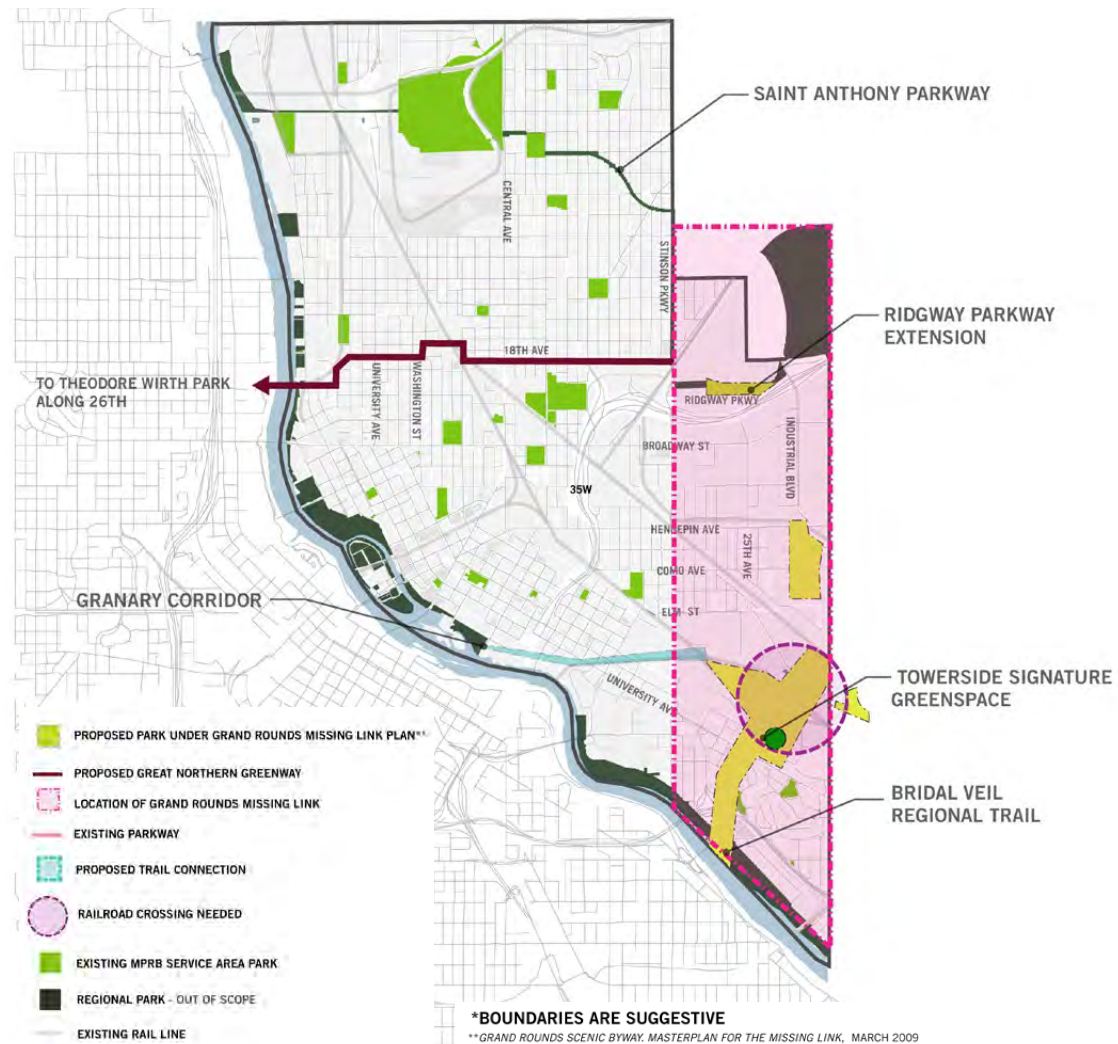 SAINT ANTHONY PARKWAY
CENTRAL AVE
STINSON PKWY
RIDGWAY PARKWAY
EXTENSION
18TH AVE
TO THEODORE WIRTH PARK
ALONG 26TH
UNIVERSITY AVE
WASHINGTON ST
RIDGWAY PKWY
BROADWAY ST
INDUSTRIAL BLVD
35W
HENNEPIN AVE
25TH AVE
COMO AVE
GRANARY CORRIDOR
ELM ST
UNIVERSITY AV
TOWERSIDE SIGNATURE
GREENSPACE
BRIDAL VEIL
REGIONAL TRAIL
PROPOSED PARK UNDER GRAND ROUNDS MISSING LINK PLAN**
PROPOSED GREAT NORTHERN GREENWAY
LOCATION OF GRAND ROUNDS MISSING LINK
EXISTING PARKWAY
PROPOSED TRAIL CONNECTION
RAILROAD CROSSING NEEDED
EXISTING MPRB SERVICE AREA PARK
REGIONAL PARK - OUT OF SCOPE
EXISTING RAIL LINE
*BOUNDARIES ARE SUGGESTIVE
**GRAND ROUNDS SCENIC BYWAY. MASTERPLAN FOR THE MISSING LINK, MARCH 2009